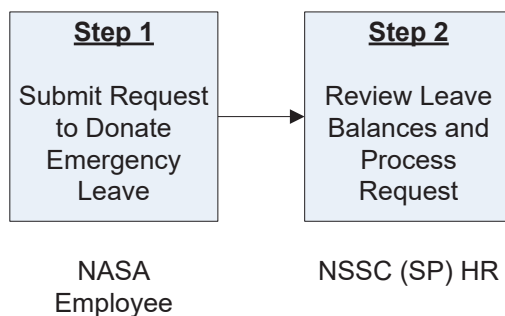 Step 1
Submit Request
to Donate
Emergency
Leave
Step 2
Review Leave
Balances and
Process
Request
NASA
Employee
NSSC (SP) HR